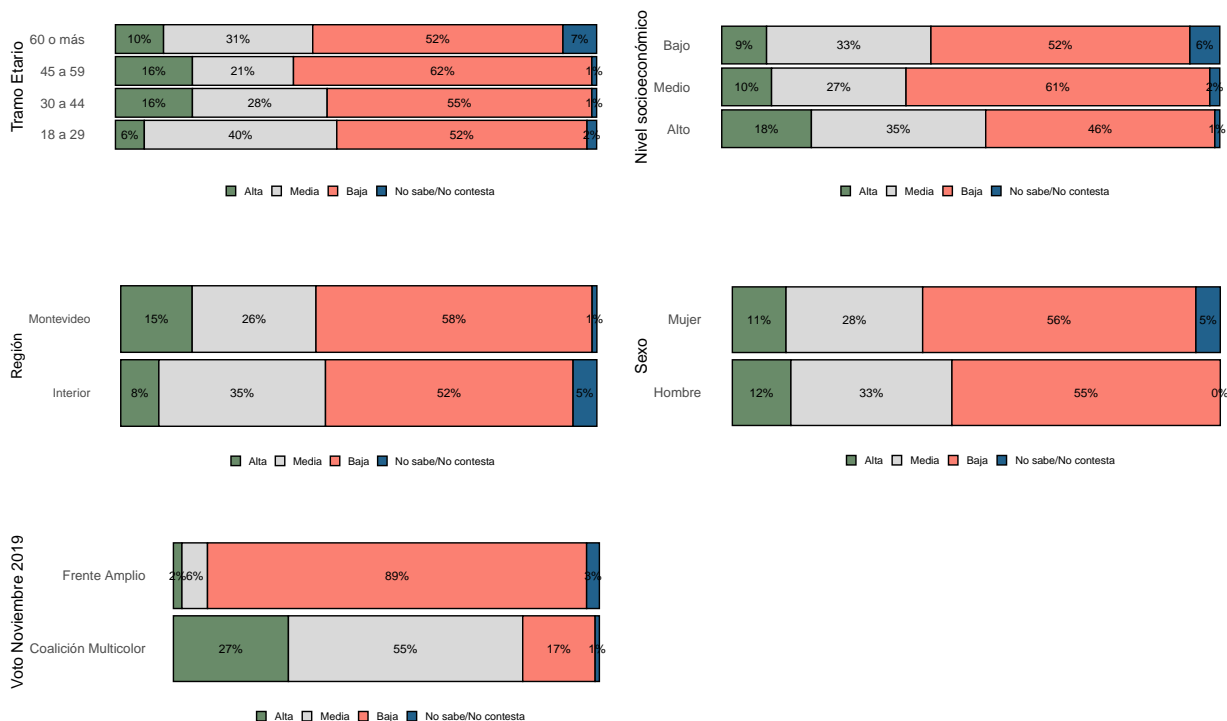 Tramo Etario
60 o más 10% 31% 52% 7%
45 a 59 16% 21% 62% 1%
30 a 44 16% 28% 55% 1%
18 a 29 6% 40% 52% 2%
Alta Media Baja No sabe/No contesta
Nivel socioeconómico
Bajo 9% 33% 52% 6%
Medio 10% 27% 61% 2%
Alto 18% 35% 46% 1%
Alta Media Baja No sabe/No contesta
Región
Montevideo 15% 26% 58% 1%
Interior 8% 35% 52% 5%
Alta Media Baja No sabe/No contesta
Sexo
Mujer 11% 28% 56% 5%
Hombre 12% 33% 55% 0%
Alta Media Baja No sabe/No contesta
Voto Noviembre 2019
Frente Amplio 2% 6% 89% 3%
Coalición Multicolor 27% 55% 17% 1%
Alta Media Baja No sabe/No contesta